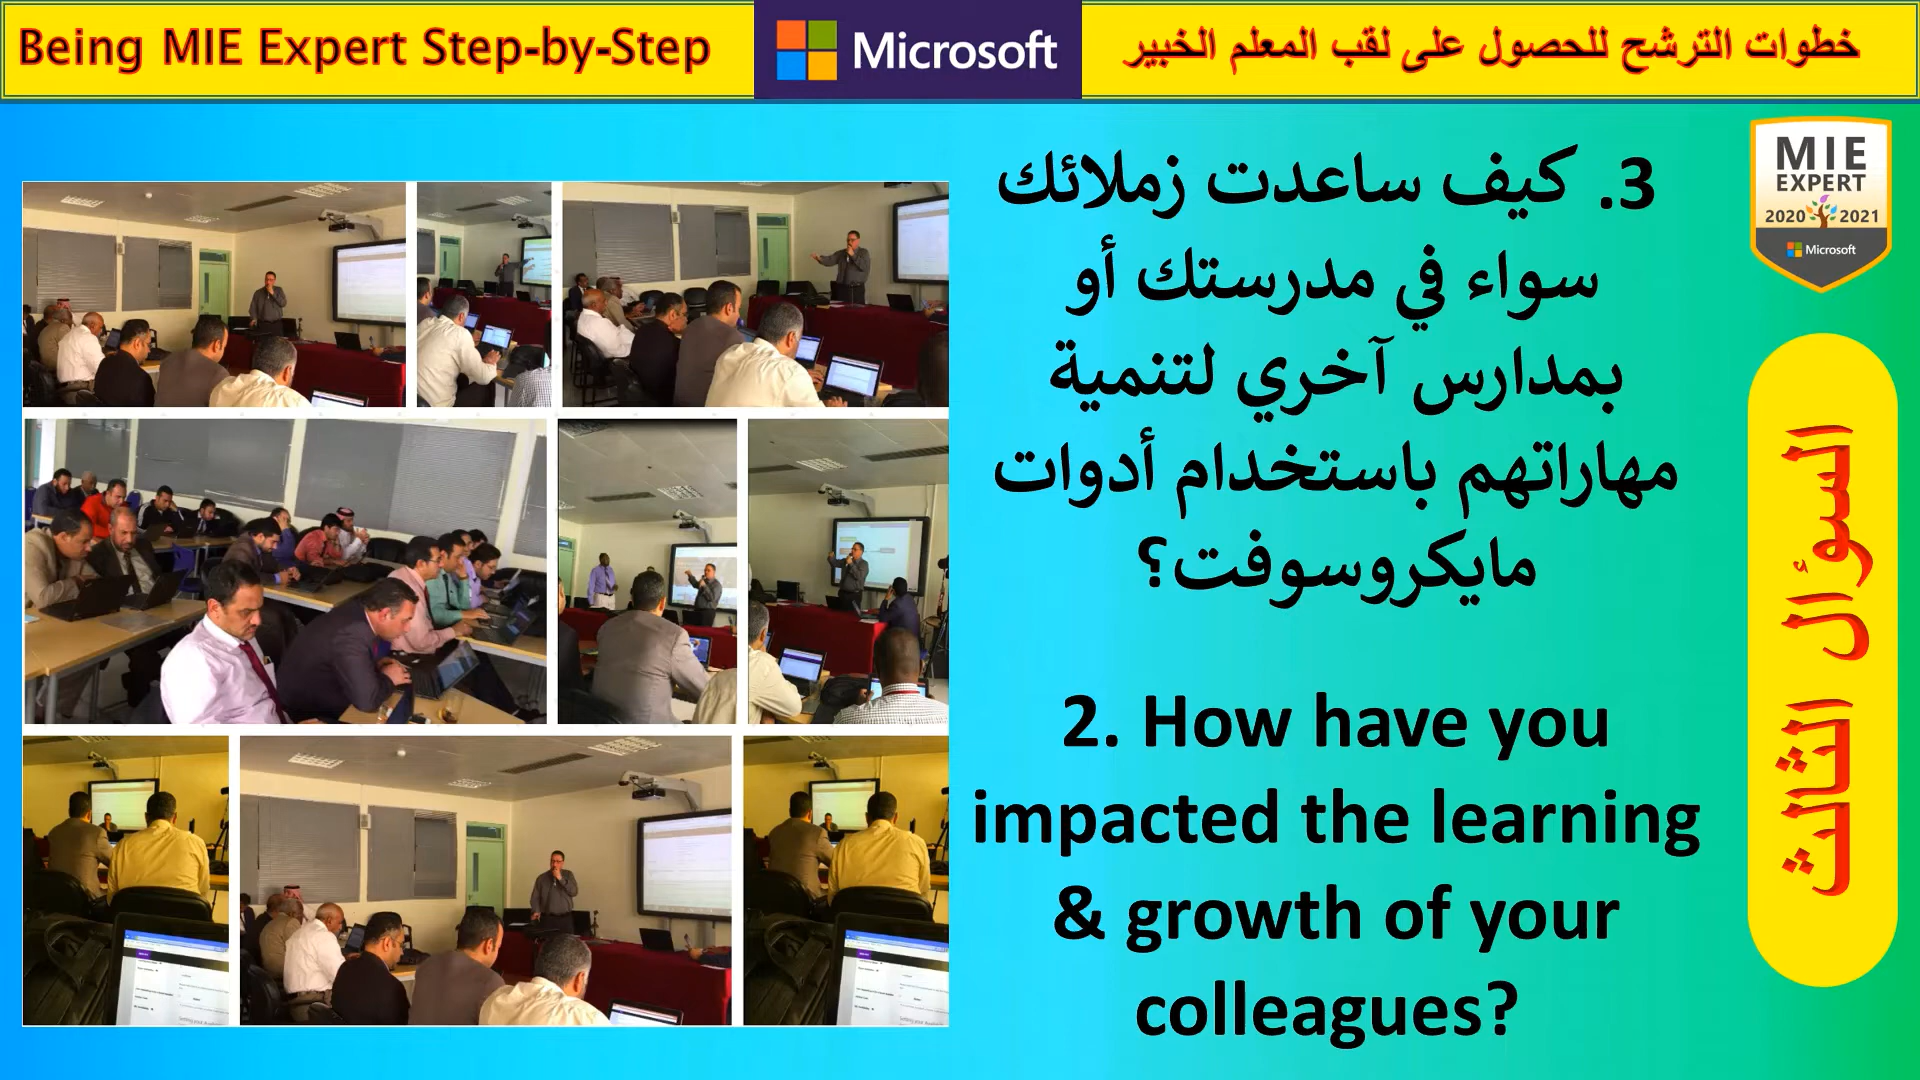 Being MIE Expert Step-by-Step
Microsoft
خطوات الترشح للحصول على لقب المعلم الخبير
MIE
EXPERT
2020 2021
Microsoft
3. كيف ساعدت زملائك
سواء في مدرستك أو
بمدارس آخري لتنمية
مهاراتهم باستخدام أدوات
مايكروسوفت؟
السؤال الثالث
2. How have you
impacted the learning
& growth of your
colleagues?